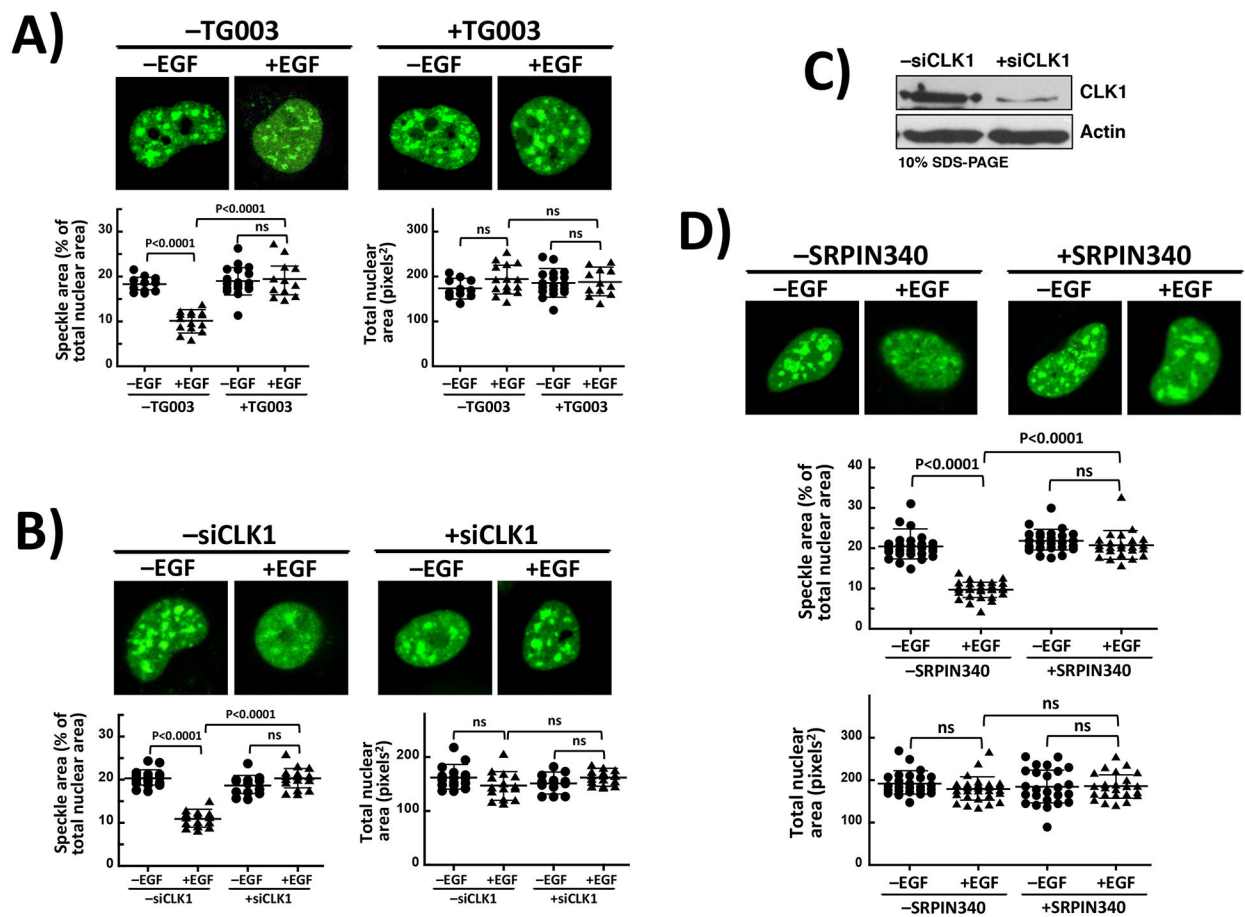 A)
–TG003
+TG003
–EGF
+EGF
–EGF
+EGF
Speckle area (% of
total nuclear area)
30
20
10
0
P<0.0001
P<0.0001
ns
–EGF
+EGF
–EGF
+EGF
–TG003
+TG003
Total nuclear
area (pixels²)
300
200
100
0
ns
ns
ns
–EGF
+EGF
–EGF
+EGF
–TG003
+TG003
B)
–siCLK1
+siCLK1
–EGF
+EGF
–EGF
+EGF
Speckle area (% of
total nuclear area)
30
20
10
0
P<0.0001
P<0.0001
ns
–EGF
+EGF
–EGF
+EGF
–siCLK1
+siCLK1
Total nuclear
area (pixels²)
200
100
0
ns
ns
ns
–EGF
+EGF
–EGF
+EGF
–siCLK1
+siCLK1
C)
–siCLK1
+siCLK1
CLK1
Actin
10% SDS-PAGE
D)
–SRPIN340
+SRPIN340
–EGF
+EGF
–EGF
+EGF
Speckle area (% of
total nuclear area)
40
30
20
10
0
P<0.0001
P<0.0001
ns
–EGF
+EGF
–EGF
+EGF
–SRPIN340
+SRPIN340
Total nuclear
area (pixels²)
300
200
100
0
ns
ns
ns
–EGF
+EGF
–EGF
+EGF
–SRPIN340
+SRPIN340